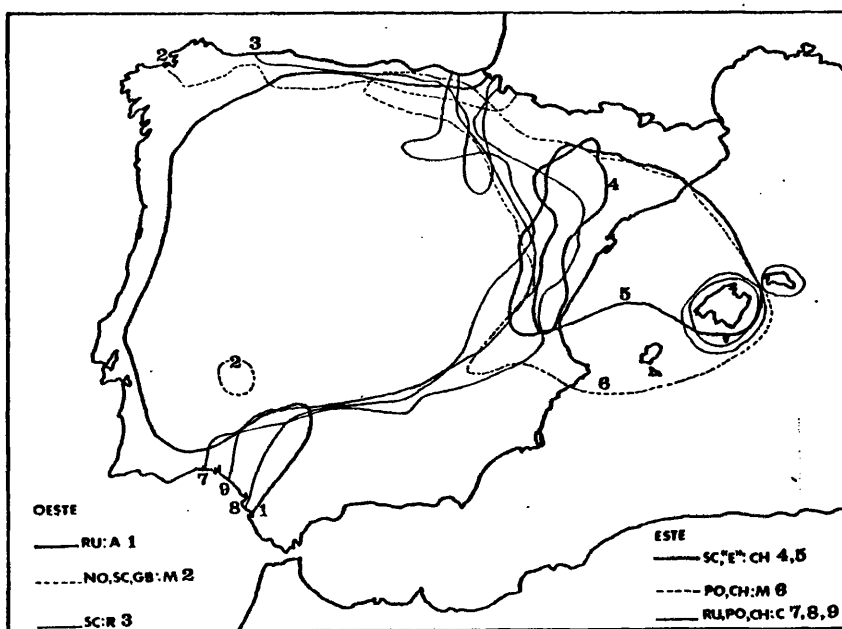 2
3
4
5
2
6
7
9
8
1
OESTE
RU:A 1
NO,SC,GB:M 2
SC:R 3
ESTE
SC,"E":CH 4,5
PO,CH:M 6
RU,PO,CH:C 7,8,9